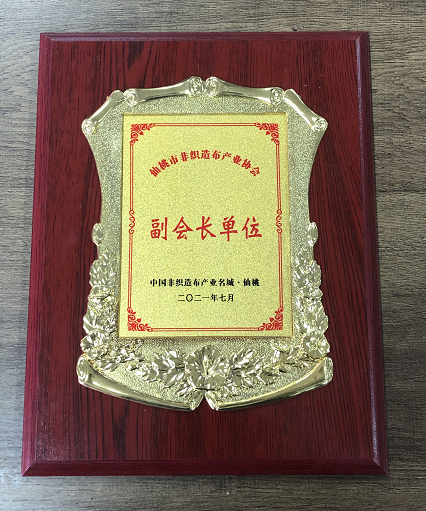 仙桃市非织造布产业协会
副会长单位
中国非织造布产业名城·仙桃
二〇二一年七月